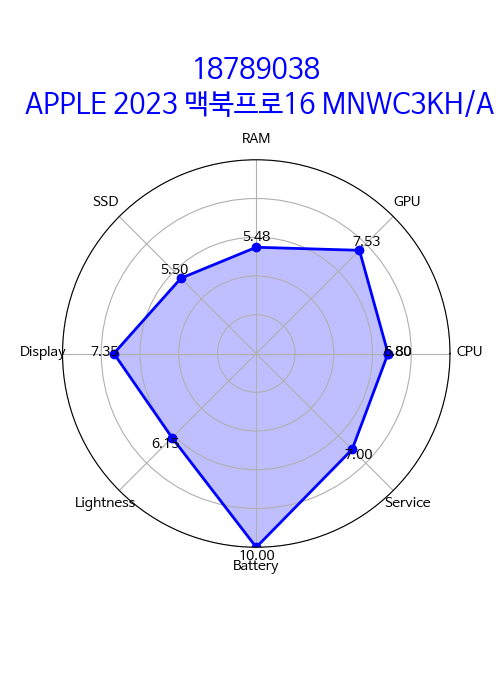 18789038
APPLE 2023 맥북프로16 MNWC3KH/A
RAM
SSD
GPU
5.48
7.53
5.50
Display
7.35
6.80
CPU
6.15
7.00
Lightness
Service
10.00
Battery